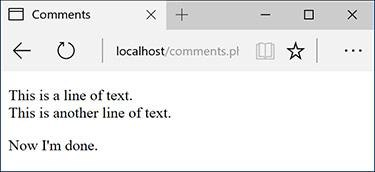 Comments
localhost/comments.ph
This is a line of text.
This is another line of text.
Now I'm done.